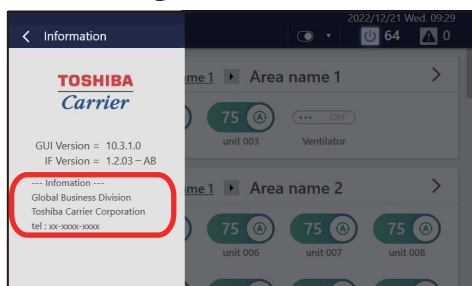 2022/12/21 Wed. 09:29
Information
64
0
TOSHIBA
Carrier
GUI Version = 10.3.1.0
IF Version = 1.2.03－AB
--- Infomation ---
Global Business Division
Toshiba Carrier Corporation
tel : xx-xxxx-xxxx
me 1 Area name 1
75 A
OFF
unit 003
Ventilator
me 1 Area name 2
75 A
75 A
75 A
unit 006
unit 007
unit 008